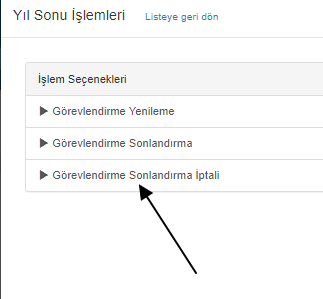 Yıl Sonu İşlemleri Listeye geri dön
İşlem Seçenekleri
▶ Görevlendirme Yenileme
▶ Görevlendirme Sonlandırma
▶ Görevlendirme Sonlandırma İptali